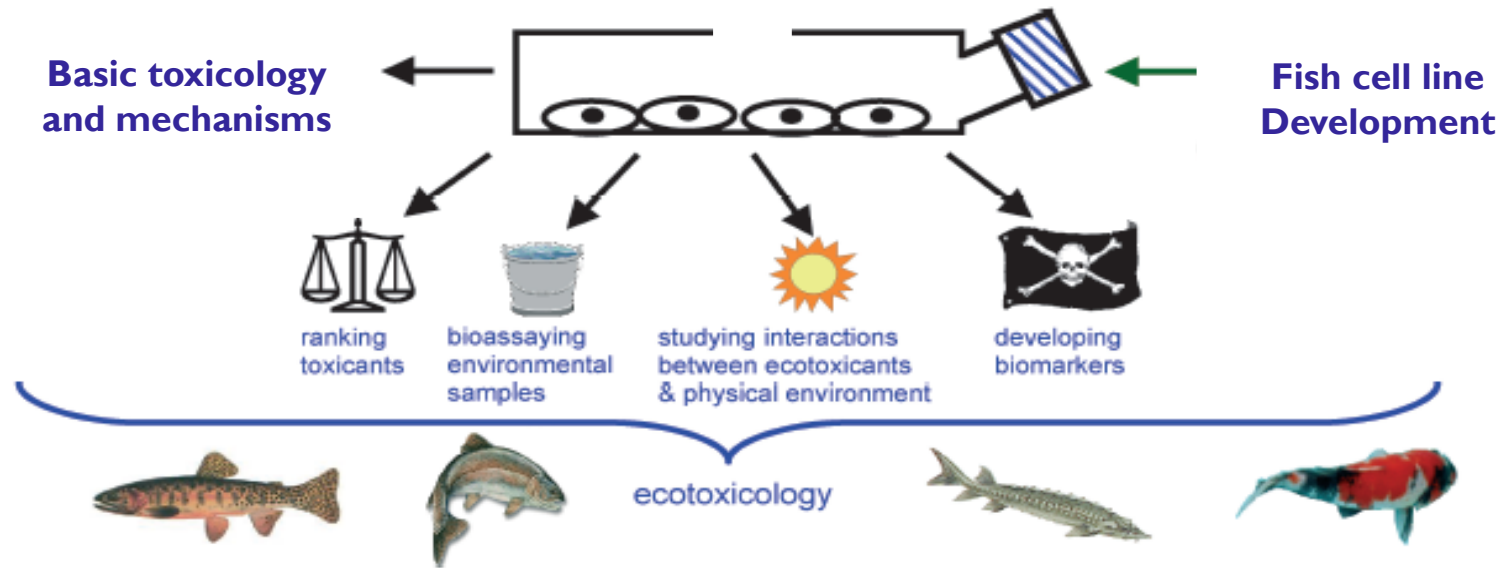 Basic toxicology
and mechanisms
Fish cell line
Development
ranking
toxicants
bioassaying
environmental
samples
studying interactions
between ecotoxicants
& physical environment
developing
biomarkers
ecotoxicology